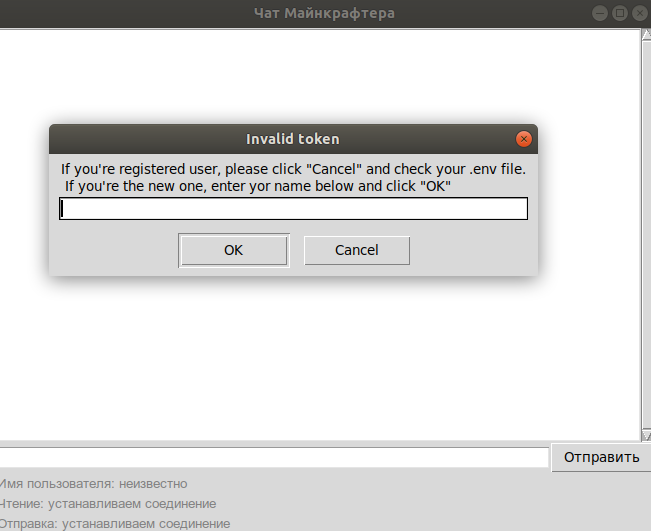 Чат Майнкрафтера
Invalid token
If you're registered user, please click "Cancel" and check your .env file.
If you're the new one, enter yor name below and click "OK"
OK Cancel
Отправить
Имя пользователя: неизвестно
Чтение: устанавливаем соединение
Отправка: устанавливаем соединение